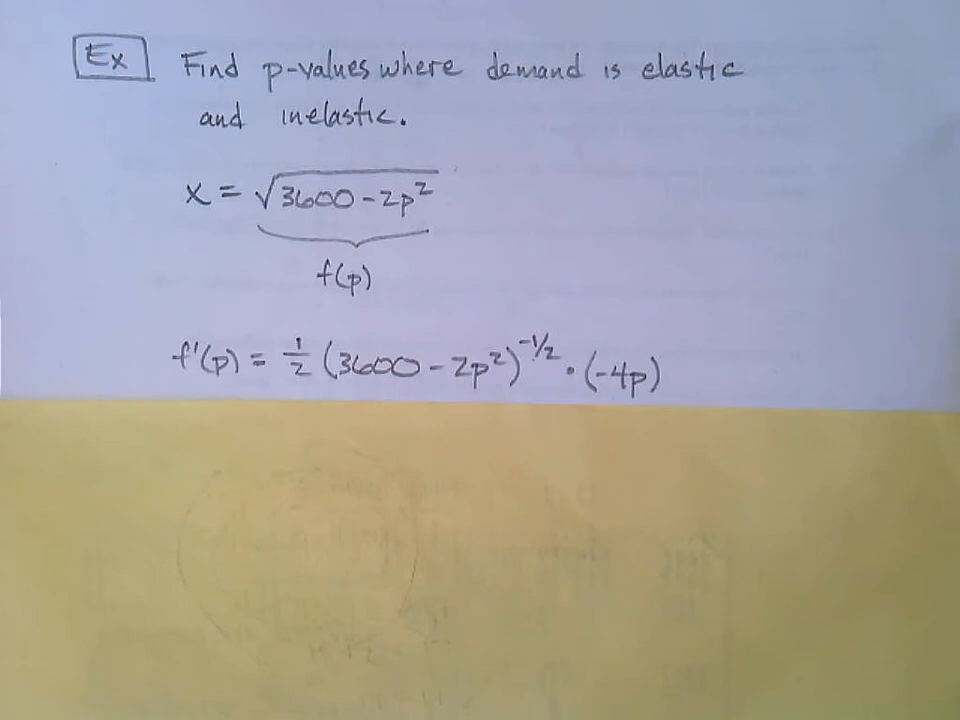 Ex Find p-values where demand is elastic
and inelastic.
x = √(3600 - 2p²)
f(p)
f'(p) = 1/2 (3600 - 2p²)^(-1/2) · (-4p)